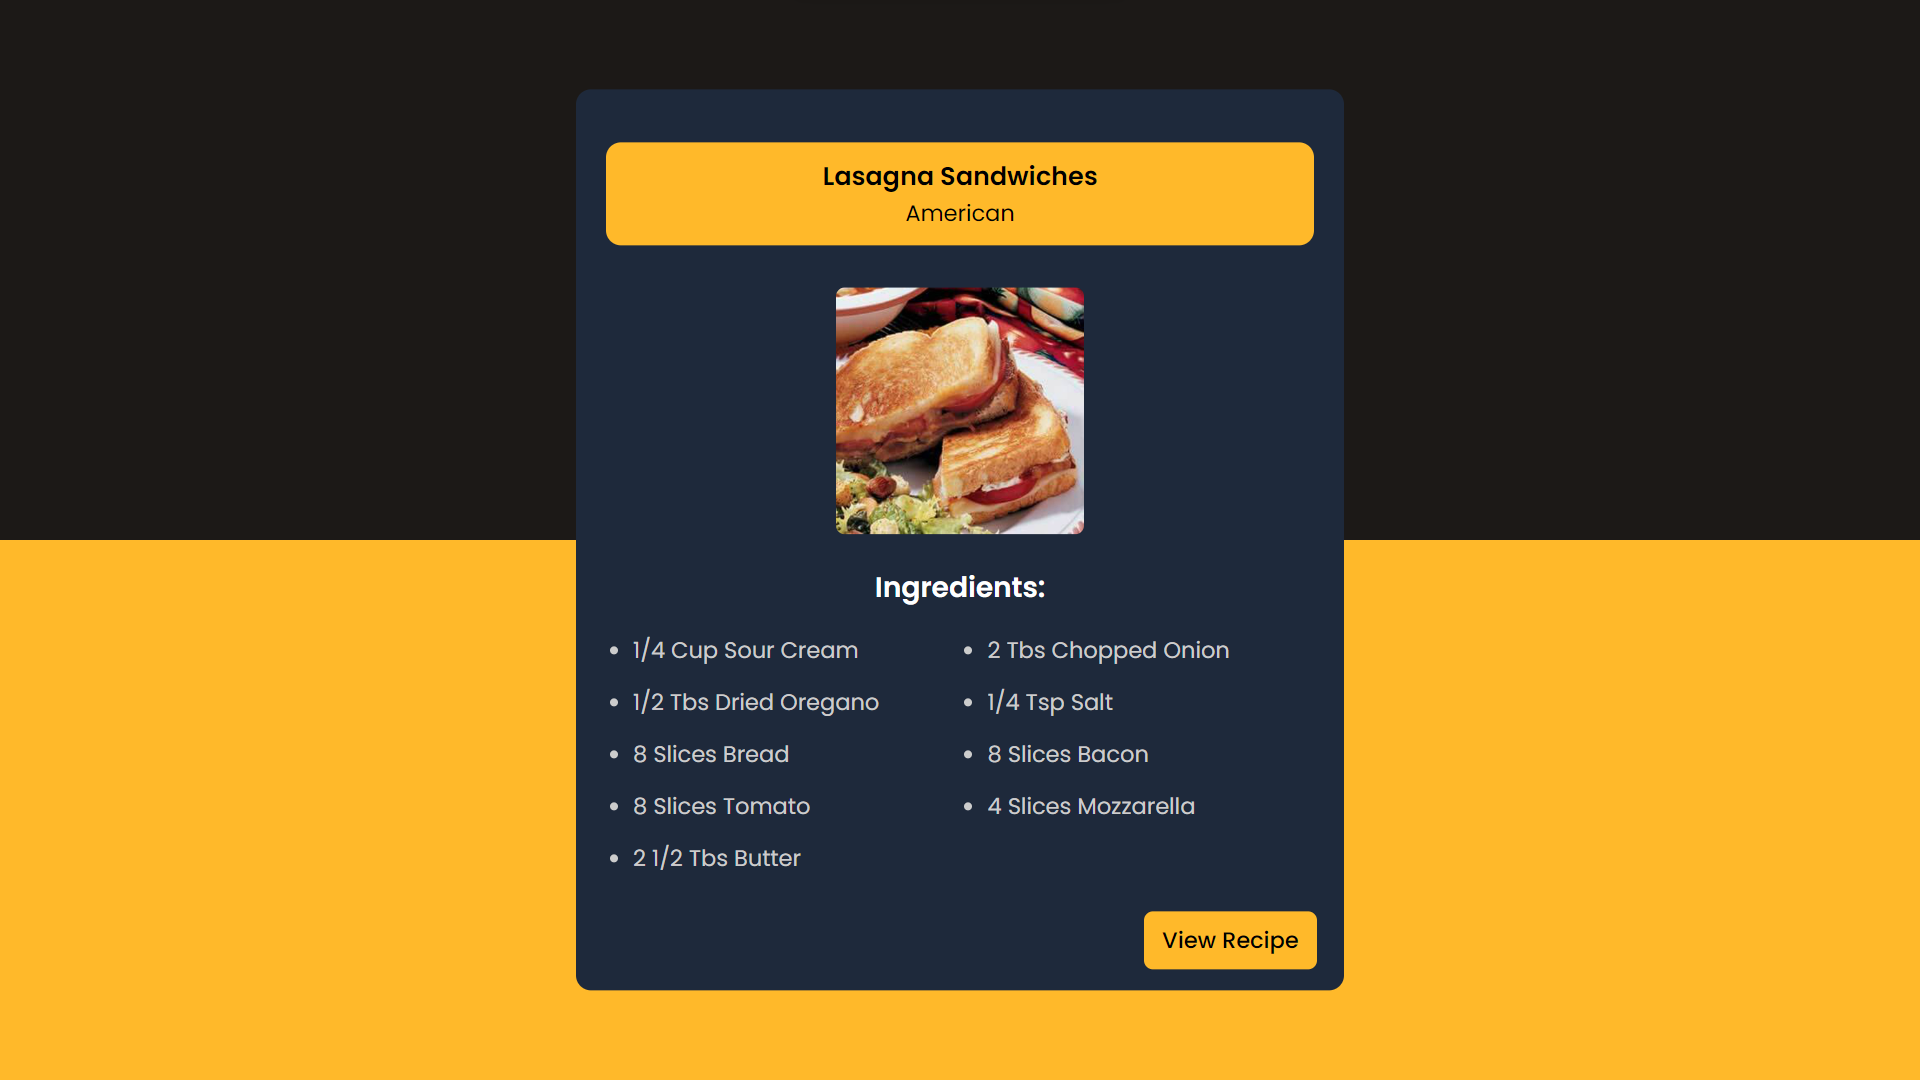 Lasagna Sandwiches
American
Ingredients:
1/4 Cup Sour Cream
2 Tbs Chopped Onion
1/2 Tbs Dried Oregano
1/4 Tsp Salt
8 Slices Bread
8 Slices Bacon
8 Slices Tomato
4 Slices Mozzarella
2 1/2 Tbs Butter
View Recipe